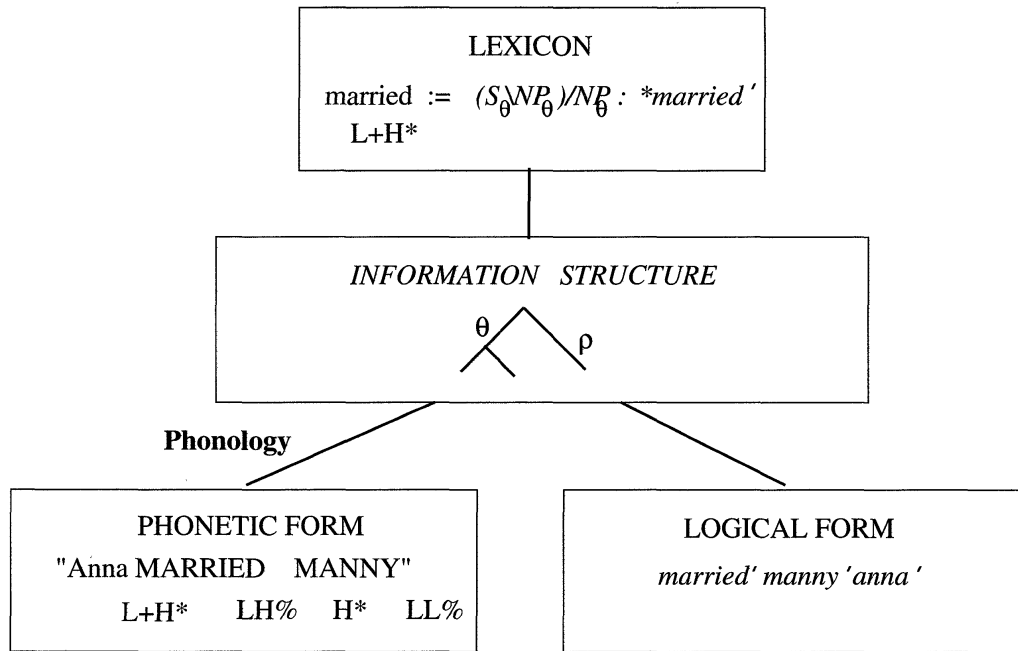 LEXICON
married := (S_θ\NP_θ)/NP_θ : *married′
L+H*
INFORMATION STRUCTURE
θ
ρ
Phonology
PHONETIC FORM
"Anna MARRIED MANNY"
L+H* LH% H* LL%
LOGICAL FORM
married′ manny ′anna ′